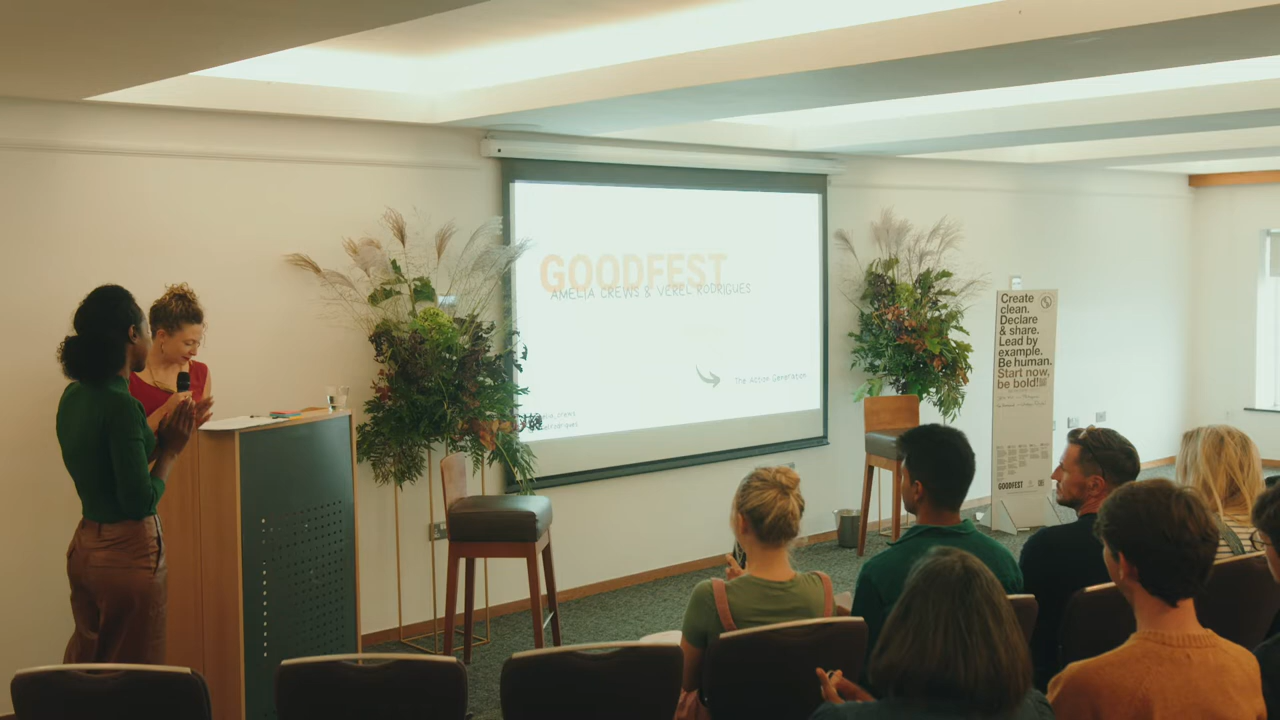 GOODFEST
AMELIA CREWS & VEREL RODRIGUES
The Action Generation
Create
clean.
Declare
& share.
Lead by
example.
Be human.
Start now,
be bold!
GOODFEST